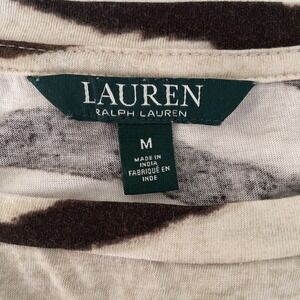 LAUREN
RALPH LAUREN
M
MADE IN
INDIA
FABRIQUÉ EN
INDE